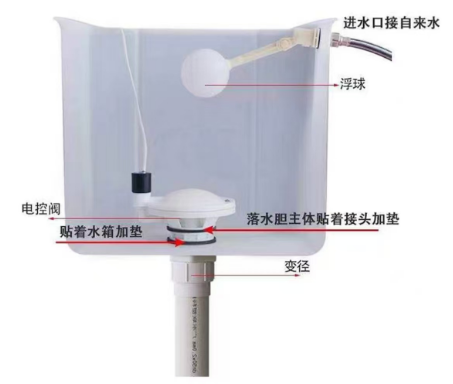 进水口接自来水
浮球
电控阀
落水胆主体贴着接头加垫
贴着水箱加垫
变径